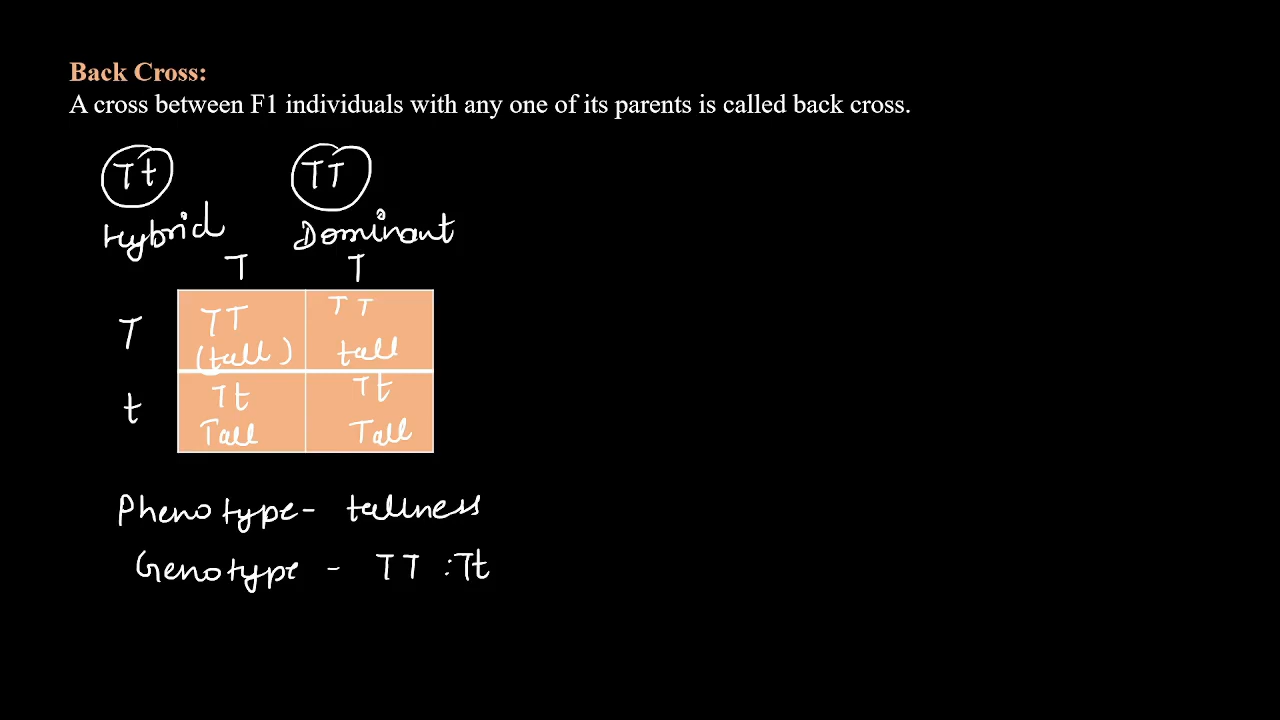 Back Cross:
A cross between F1 individuals with any one of its parents is called back cross.
Tt TT
Hybrid Dominant
T T
T TT TT
(tall) tall
t Tt Tt
Tall Tall
Phenotype - tallness
Genotype - TT : Tt